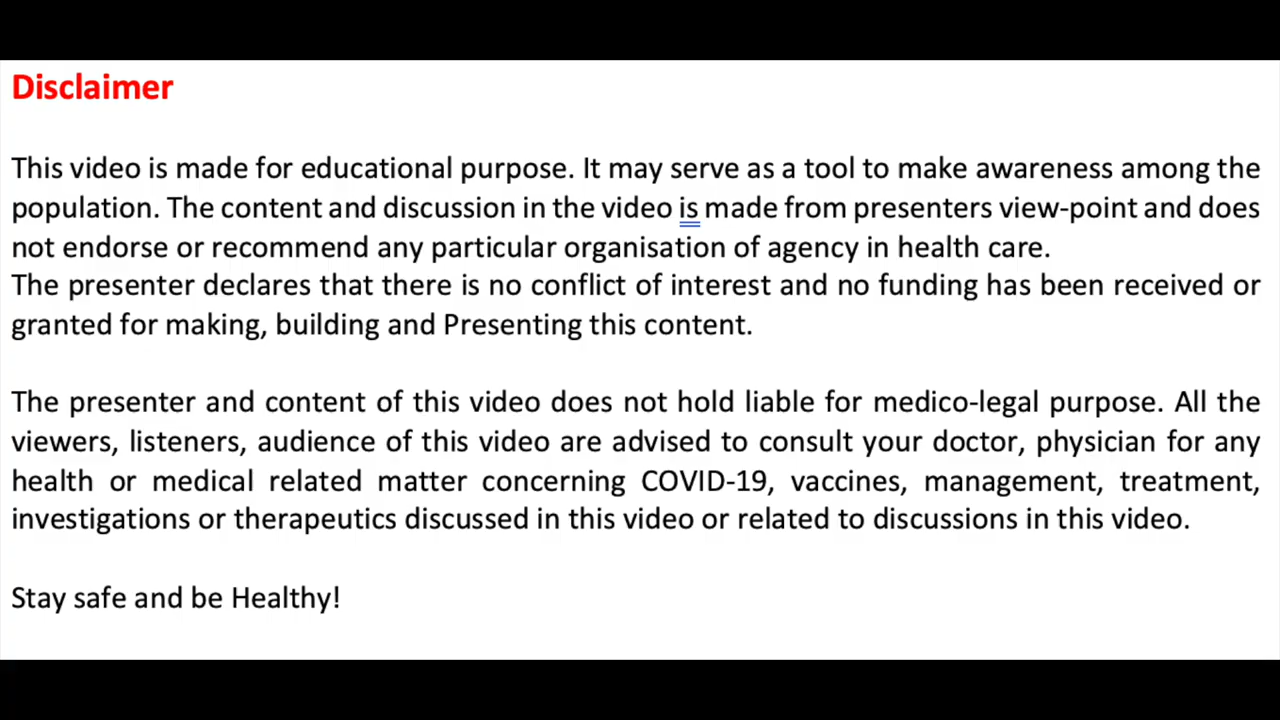 Disclaimer
This video is made for educational purpose. It may serve as a tool to make awareness among the
population. The content and discussion in the video is made from presenters view-point and does
not endorse or recommend any particular organisation of agency in health care.
The presenter declares that there is no conflict of interest and no funding has been received or
granted for making, building and Presenting this content.
The presenter and content of this video does not hold liable for medico-legal purpose. All the
viewers, listeners, audience of this video are advised to consult your doctor, physician for any
health or medical related matter concerning COVID-19, vaccines, management, treatment,
investigations or therapeutics discussed in this video or related to discussions in this video.
Stay safe and be Healthy!